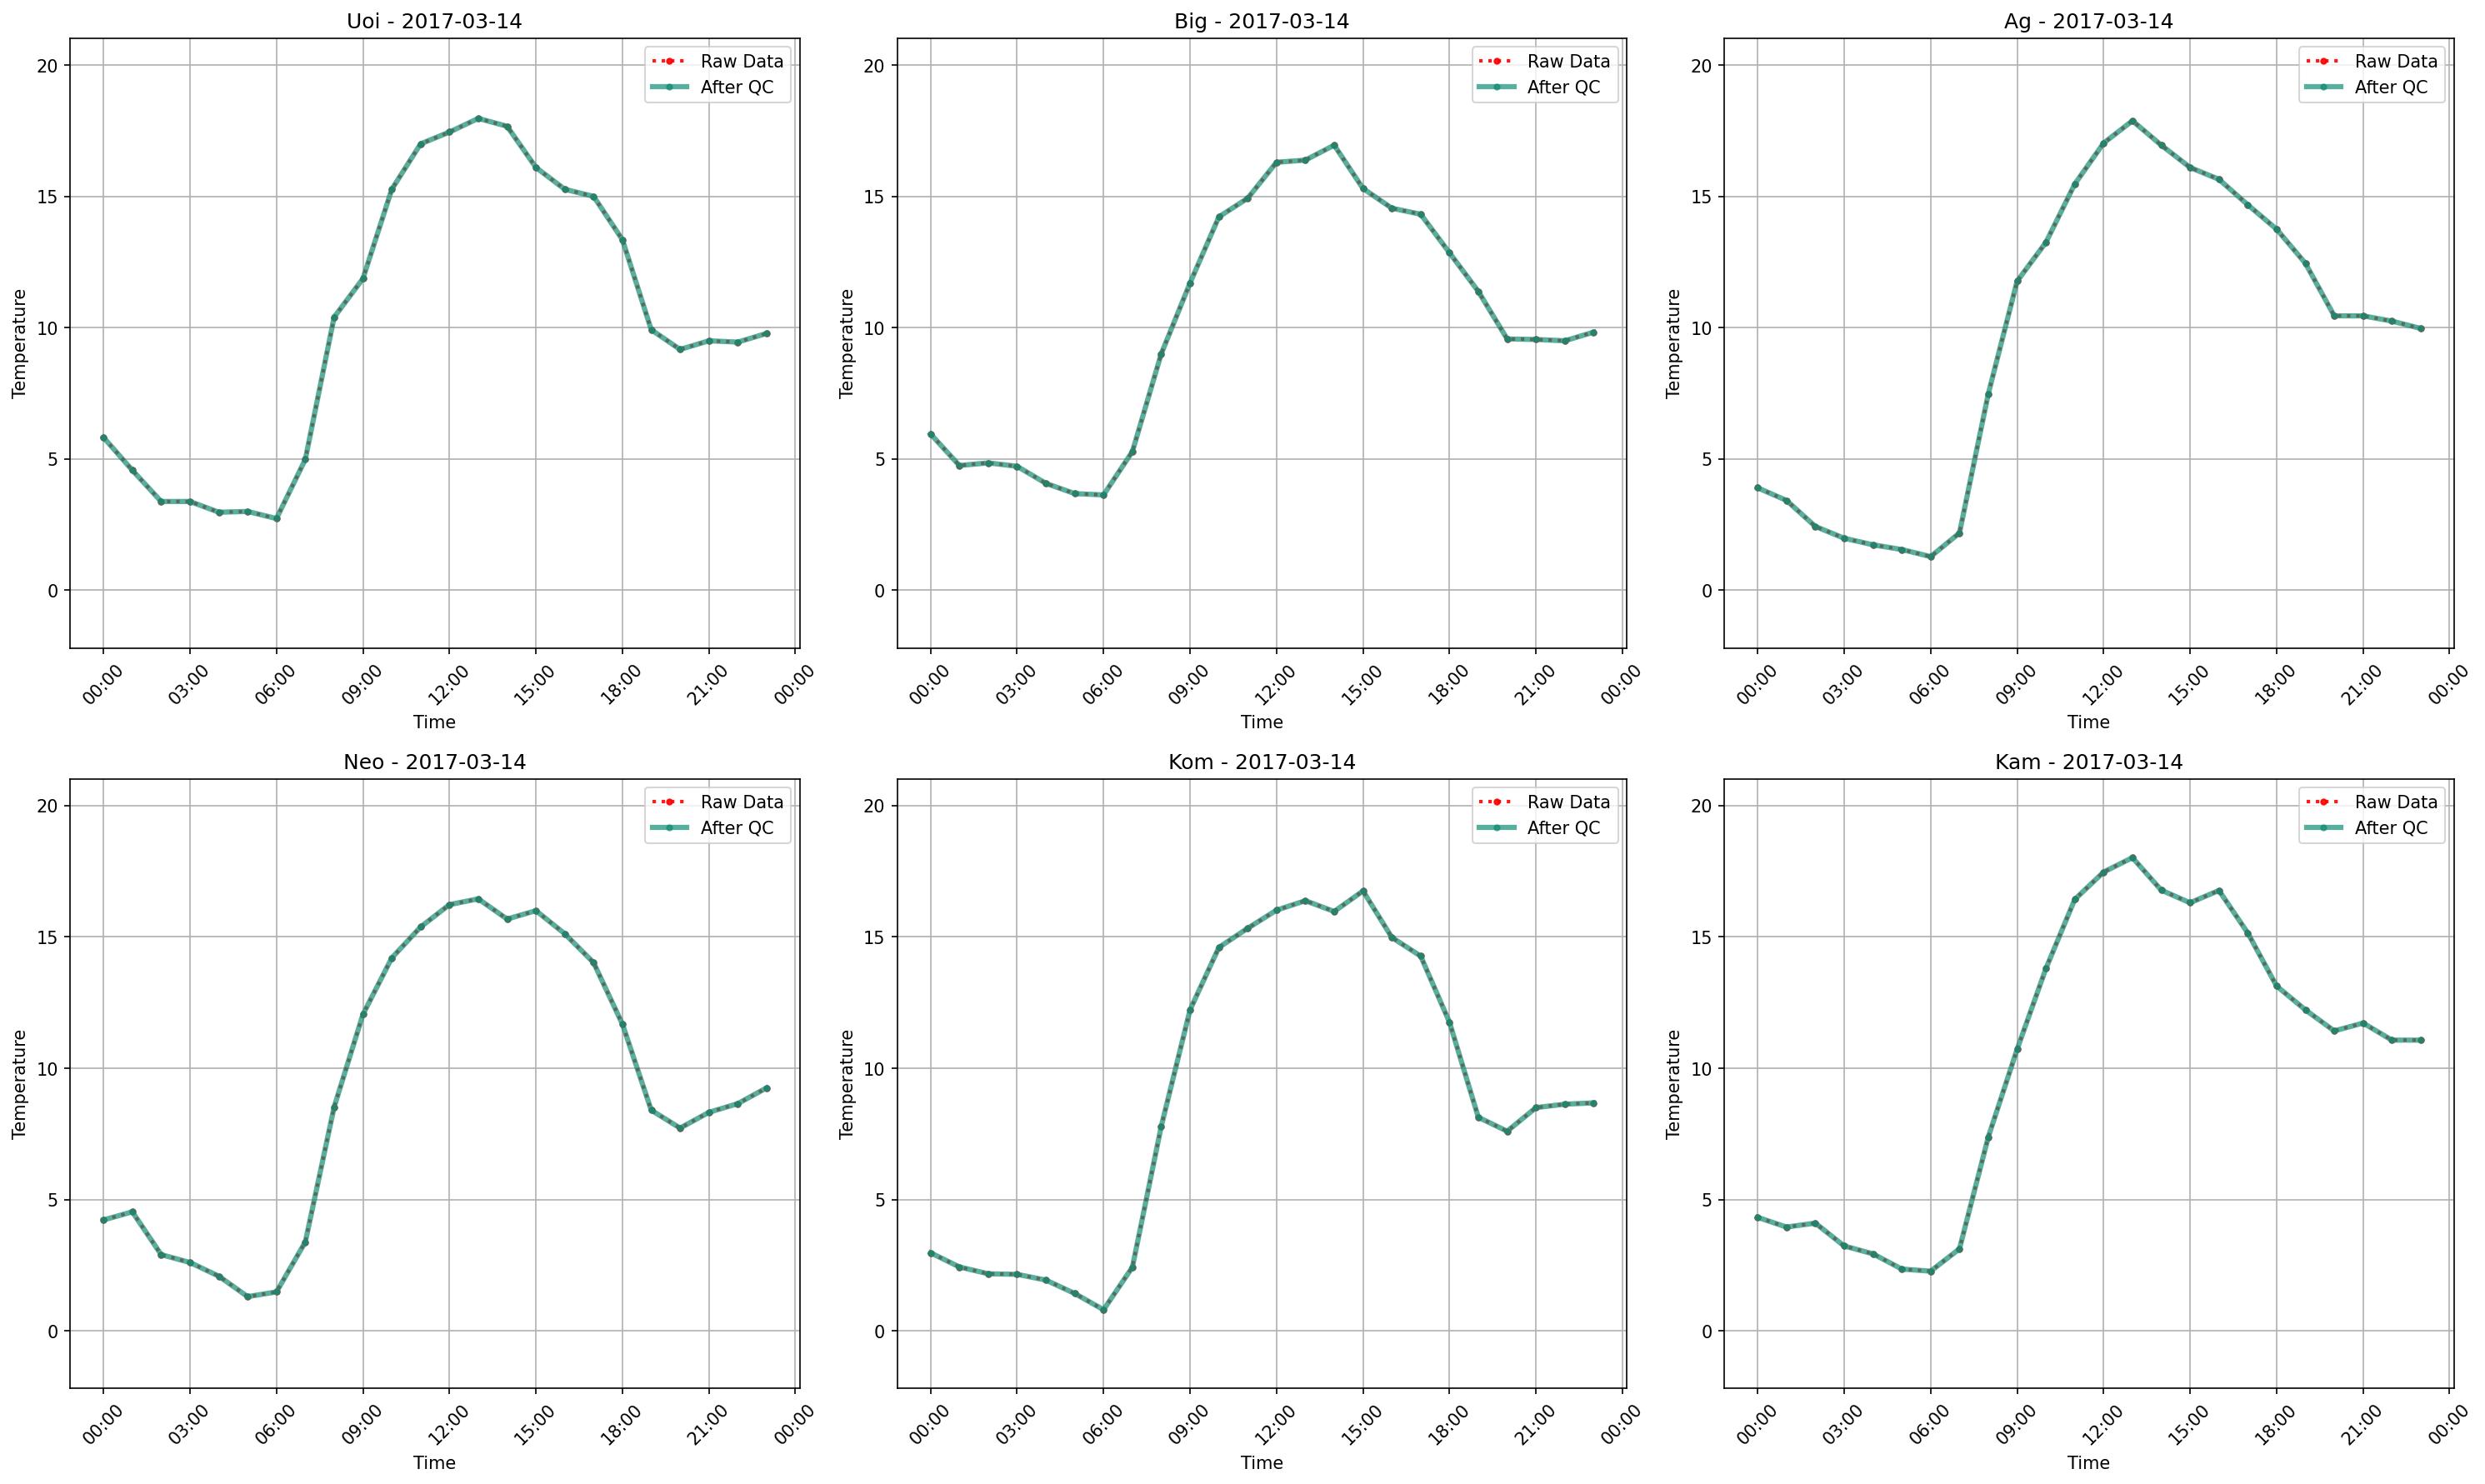 Uoi - 2017-03-14
Raw Data
After QC
Temperature
20
15
10
5
0
00:00
03:00
06:00
09:00
12:00
15:00
18:00
21:00
00:00
Time
Big - 2017-03-14
Raw Data
After QC
Temperature
20
15
10
5
0
00:00
03:00
06:00
09:00
12:00
15:00
18:00
21:00
00:00
Time
Ag - 2017-03-14
Raw Data
After QC
Temperature
20
15
10
5
0
00:00
03:00
06:00
09:00
12:00
15:00
18:00
21:00
00:00
Time
Neo - 2017-03-14
Raw Data
After QC
Temperature
20
15
10
5
0
00:00
03:00
06:00
09:00
12:00
15:00
18:00
21:00
00:00
Time
Kom - 2017-03-14
Raw Data
After QC
Temperature
20
15
10
5
0
00:00
03:00
06:00
09:00
12:00
15:00
18:00
21:00
00:00
Time
Kam - 2017-03-14
Raw Data
After QC
Temperature
20
15
10
5
0
00:00
03:00
06:00
09:00
12:00
15:00
18:00
21:00
00:00
Time